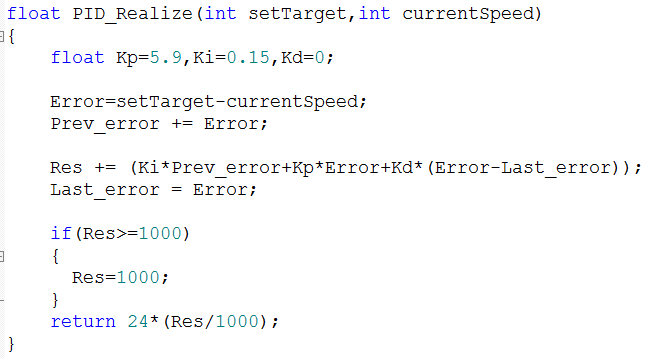 float PID_Realize(int setTarget,int currentSpeed)
{
    float Kp=5.9,Ki=0.15,Kd=0;

    Error=setTarget-currentSpeed;
    Prev_error += Error;

    Res += (Ki*Prev_error+Kp*Error+Kd*(Error-Last_error));
    Last_error = Error;

    if(Res>=1000)
    {
      Res=1000;
    }
    return 24*(Res/1000);
}